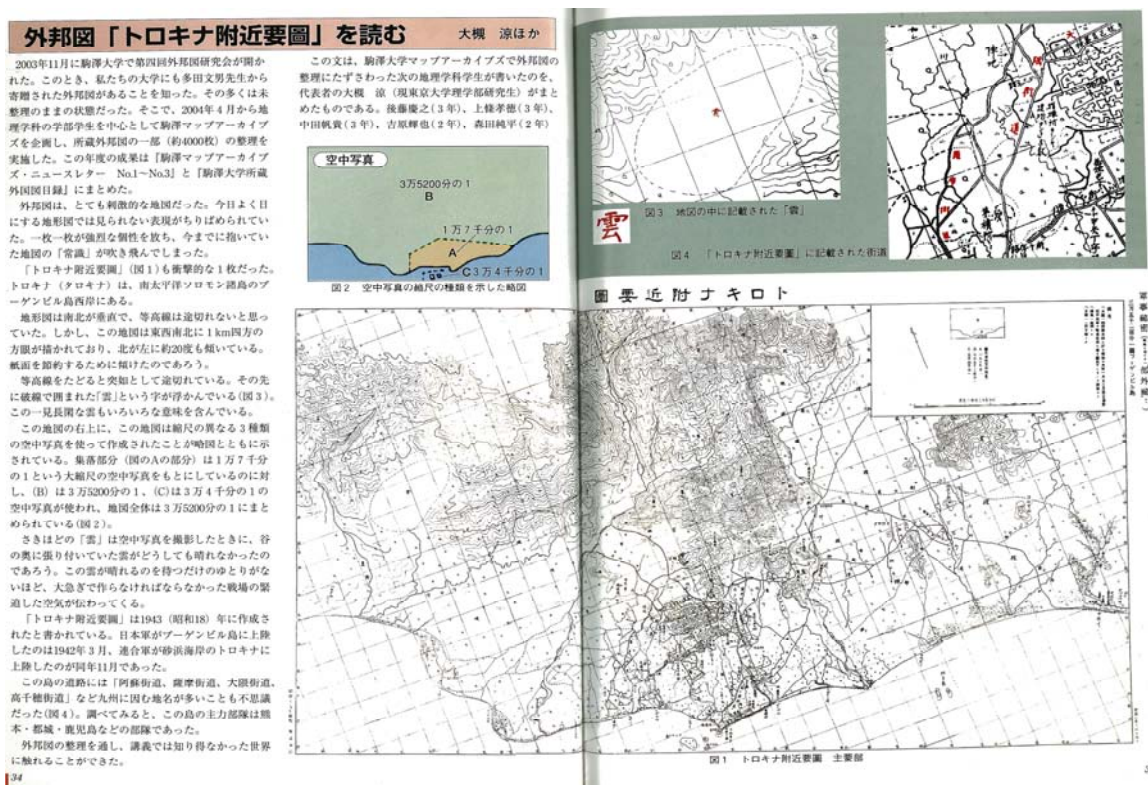 外邦図「トロキナ附近要圖」を読む
大槻 涼ほか
2003年11月に駒澤大学で第四回外邦図研究会が開か
れた。このとき、私たちの大学にも多田文男先生から
寄贈された外邦図があることを知った。その多くは未
整理のままの状態だった。そこで、2004年4月から地
理学科の学部学生を中心として駒澤マップアーカイブ
ズを企画し、所蔵外邦図の一部(約4000枚)の整理を
実施した。この年度の成果は『駒澤マップアーカイブ
ズ・ニュースレター No.1〜No.3』と『駒澤大学所蔵
外国図目録』にまとめた。
外邦図は、とても刺激的な地図だった。今日よく目
にする地形図では見られない表現がちりばめられてい
た。一枚一枚が強烈な個性を放ち、今までに抱いてい
た地図の「常識」が吹き飛んでしまった。
「トロキナ附近要圖」(図1)も衝撃的な1枚だった。
トロキナ(タロキナ)は、南太平洋ソロモン諸島のブ
ーゲンビル島西岸にある。
地形図は南北が垂直で、等高線は途切れないと思っ
ていた。しかし、この地図は東西南北に1km四方の
方眼が描かれており、北が左に約20度も傾いている。
紙面を節約するために傾けたのであろう。
等高線をたどると突如として途切れている。その先
に破線で囲まれた「雲」という字が浮かんでいる(図3)。
この一見長閑な雲もいろいろな意味を含んでいる。
この地図の右上に、この地図は縮尺の異なる3種類
の空中写真を使って作成されたことが略図とともに示
されている。集落部分(図のAの部分)は1万7千分
の1という大縮尺の空中写真をもとにしているのに対
し、(B)は3万5200分の1、(C)は3万4千分の1の
空中写真が使われ、地図全体は3万5200分の1にまと
められている(図2)。
さきほどの「雲」は空中写真を撮影したときに、谷
の奥に張り付いていた雲がどうしても晴れなかったの
であろう。この雲が晴れるのを待つだけのゆとりがな
いほど、大急ぎで作らなければならなかった戦場の緊
迫した空気が伝わってくる。
「トロキナ附近要圖」は1943(昭和18)年に作成さ
れたと書かれている。日本軍がブーゲンビル島に上陸
したのは1942年3月、連合軍が砂浜海岸のトロキナに
上陸したのが同年11月であった。
この島の道路には「阿蘇街道、薩摩街道、大隈街道、
高千穂街道」など九州に因む地名が多いことも不思議
だった(図4)。調べてみると、この島の主力部隊は熊
本・都城・鹿児島などの部隊であった。
外邦図の整理を通し、講義では知り得なかった世界
に触れることができた。
34
この文は、駒澤大学マップアーカイブズで外邦図の
整理にたずさわった次の地理学科学生が書いたのを、
代表者の大槻 涼(現東京大学理学部研究生)がまと
めたものである。後藤慶之(3年)、上條孝徳(3年)、
中田帆貴(3年)、吉原輝也(2年)、森田純平(2年)
空中写真
3万5200分の1
B
1万7千分の1
A
C 3万4千分の1
図2 空中写真の縮尺の種類を示した略図
雲
図3 地図の中に記載された「雲」
図4 「トロキナ附近要圖」に記載された街道
圖要近附ナキロト
図1 トロキナ附近要圖 主要部